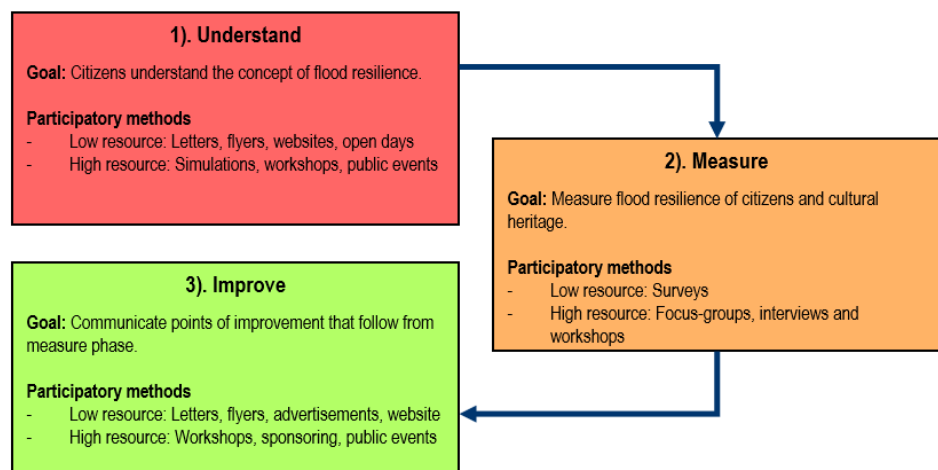 1). Understand
Goal: Citizens understand the concept of flood resilience.
Participatory methods
- Low resource: Letters, flyers, websites, open days
- High resource: Simulations, workshops, public events
2). Measure
Goal: Measure flood resilience of citizens and cultural
heritage.
Participatory methods
- Low resource: Surveys
- High resource: Focus-groups, interviews and
workshops
3). Improve
Goal: Communicate points of improvement that follow from
measure phase.
Participatory methods
- Low resource: Letters, flyers, advertisements, website
- High resource: Workshops, sponsoring, public events